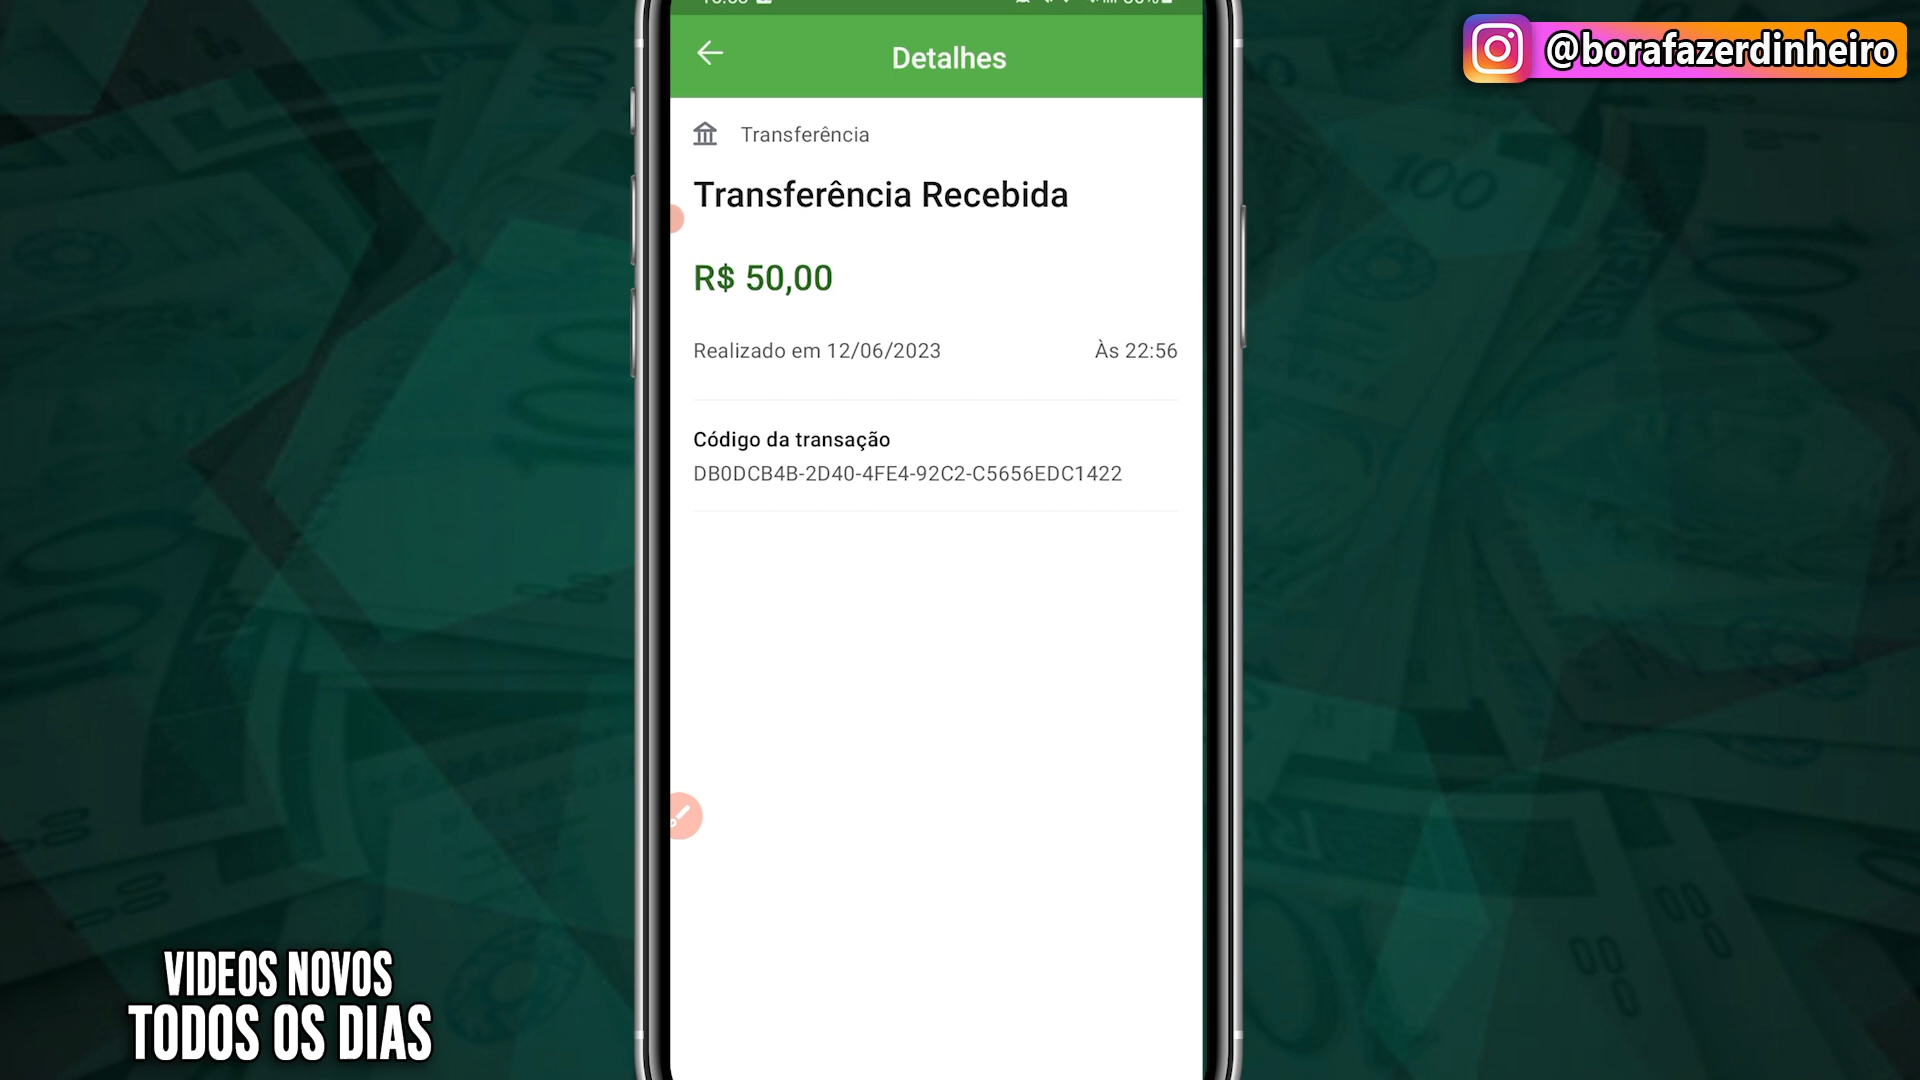 Detalhes
@borafazerdinheiro
Transferência
Transferência Recebida
R$ 50,00
Realizado em 12/06/2023 Às 22:56
Código da transação
DB0DCB4B-2D40-4FE4-92C2-C5656EDC1422
VIDEOS NOVOS
TODOS OS DIAS